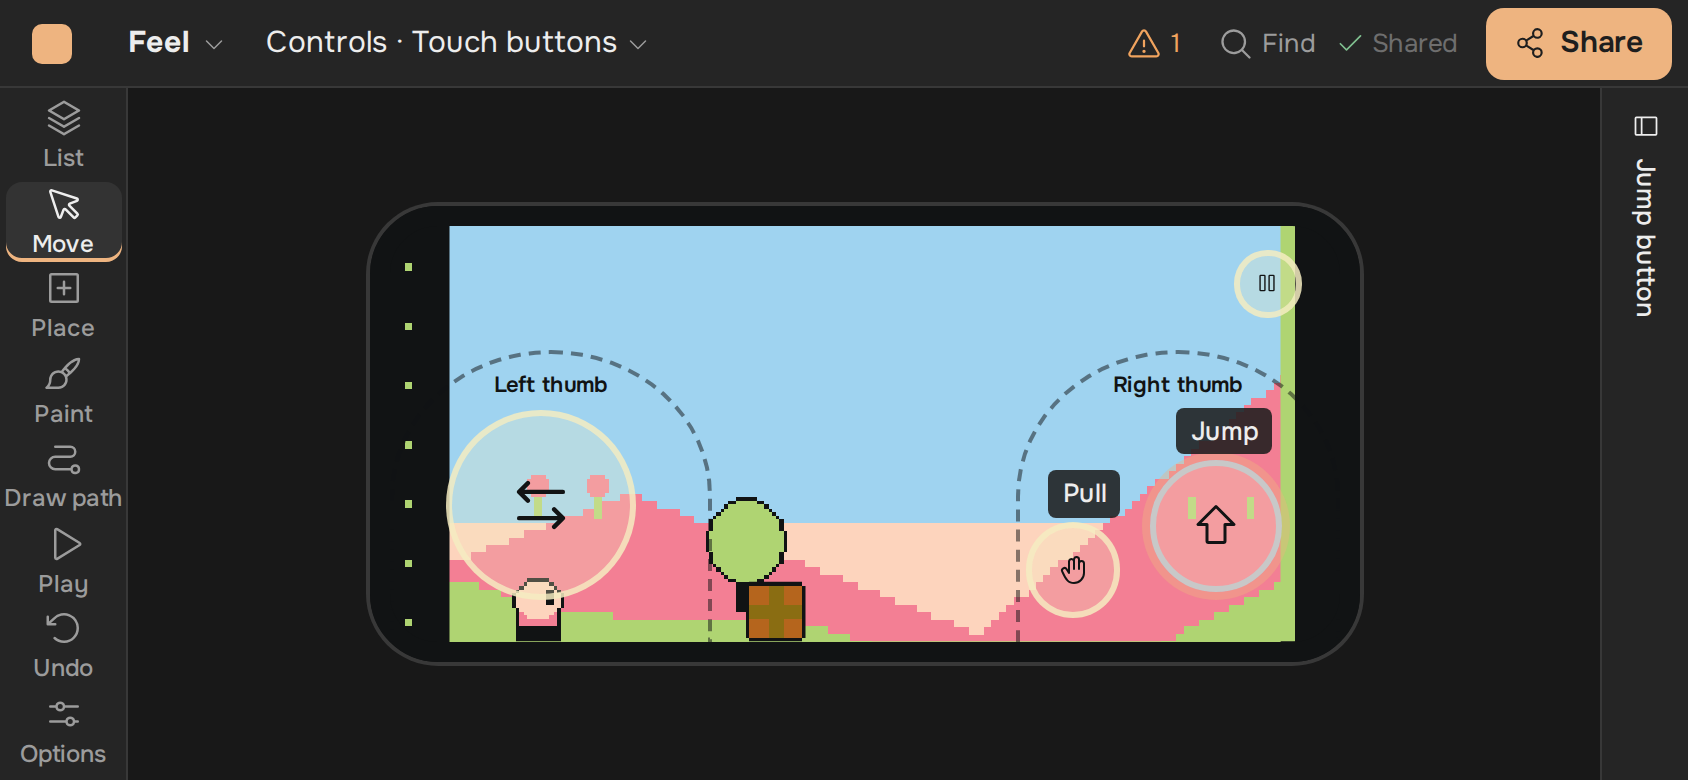 Feel
Controls · Touch buttons
1
Find
Shared
Share
List
Move
Place
Paint
Draw path
Play
Undo
Options
Left thumb
Right thumb
Jump
Pull
Jump button